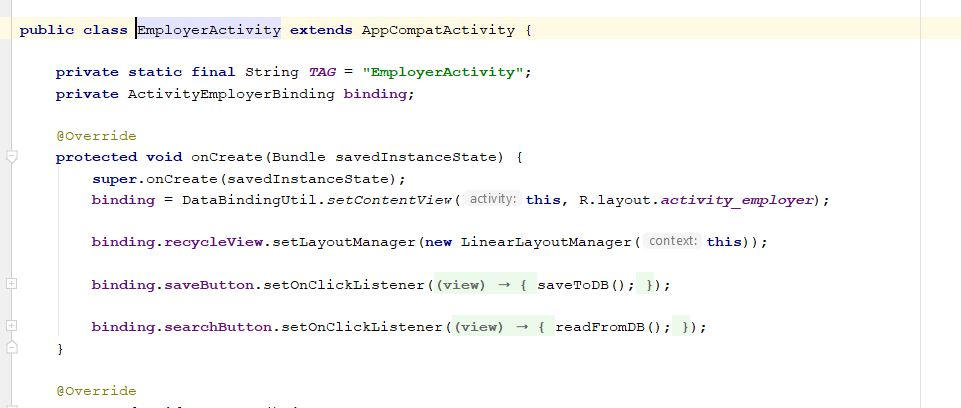 public class EmployerActivity extends AppCompatActivity {
private static final String TAG = "EmployerActivity";
private ActivityEmployerBinding binding;
@Override
protected void onCreate(Bundle savedInstanceState) {
super.onCreate(savedInstanceState);
binding = DataBindingUtil.setContentView( activity: this, R.layout.activity_employer);
binding.recycleView.setLayoutManager(new LinearLayoutManager( context: this));
binding.saveButton.setOnClickListener((view) → { saveToDB(); });
binding.searchButton.setOnClickListener((view) → { readFromDB(); });
}
@Override